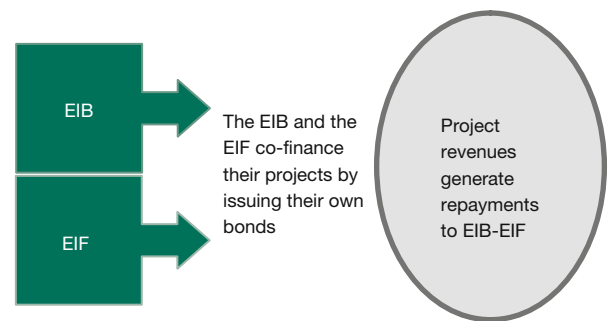 EIB
EIF
The EIB and the
EIF co-finance
their projects by
issuing their own
bonds
Project
revenues
generate
repayments
to EIB-EIF